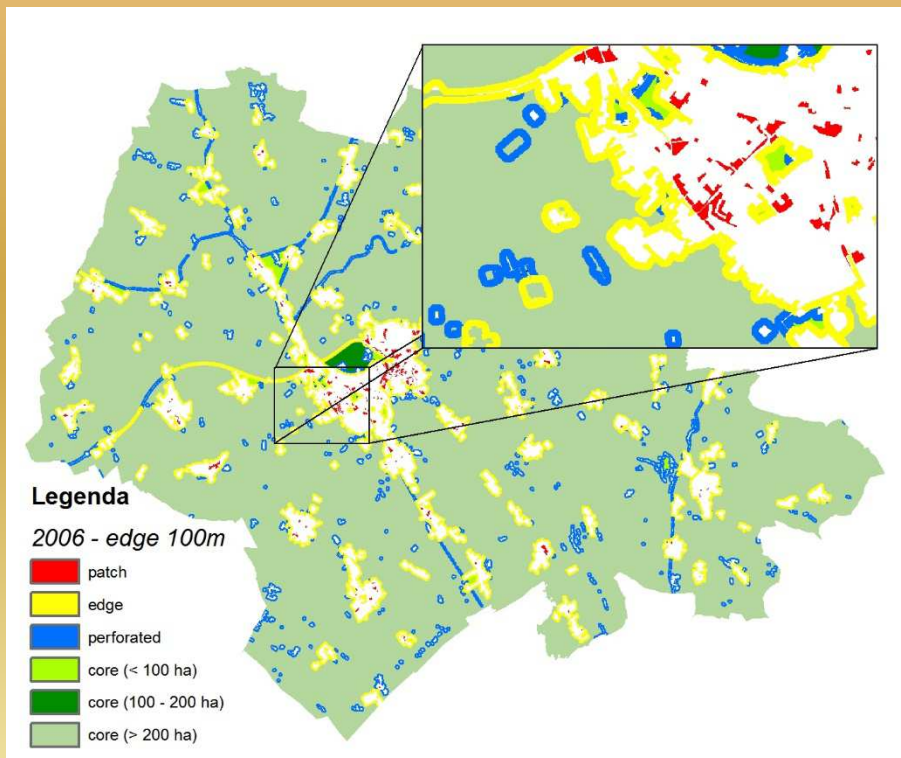 Legenda
2006 - edge 100m
patch
edge
perforated
core (< 100 ha)
core (100 - 200 ha)
core (> 200 ha)